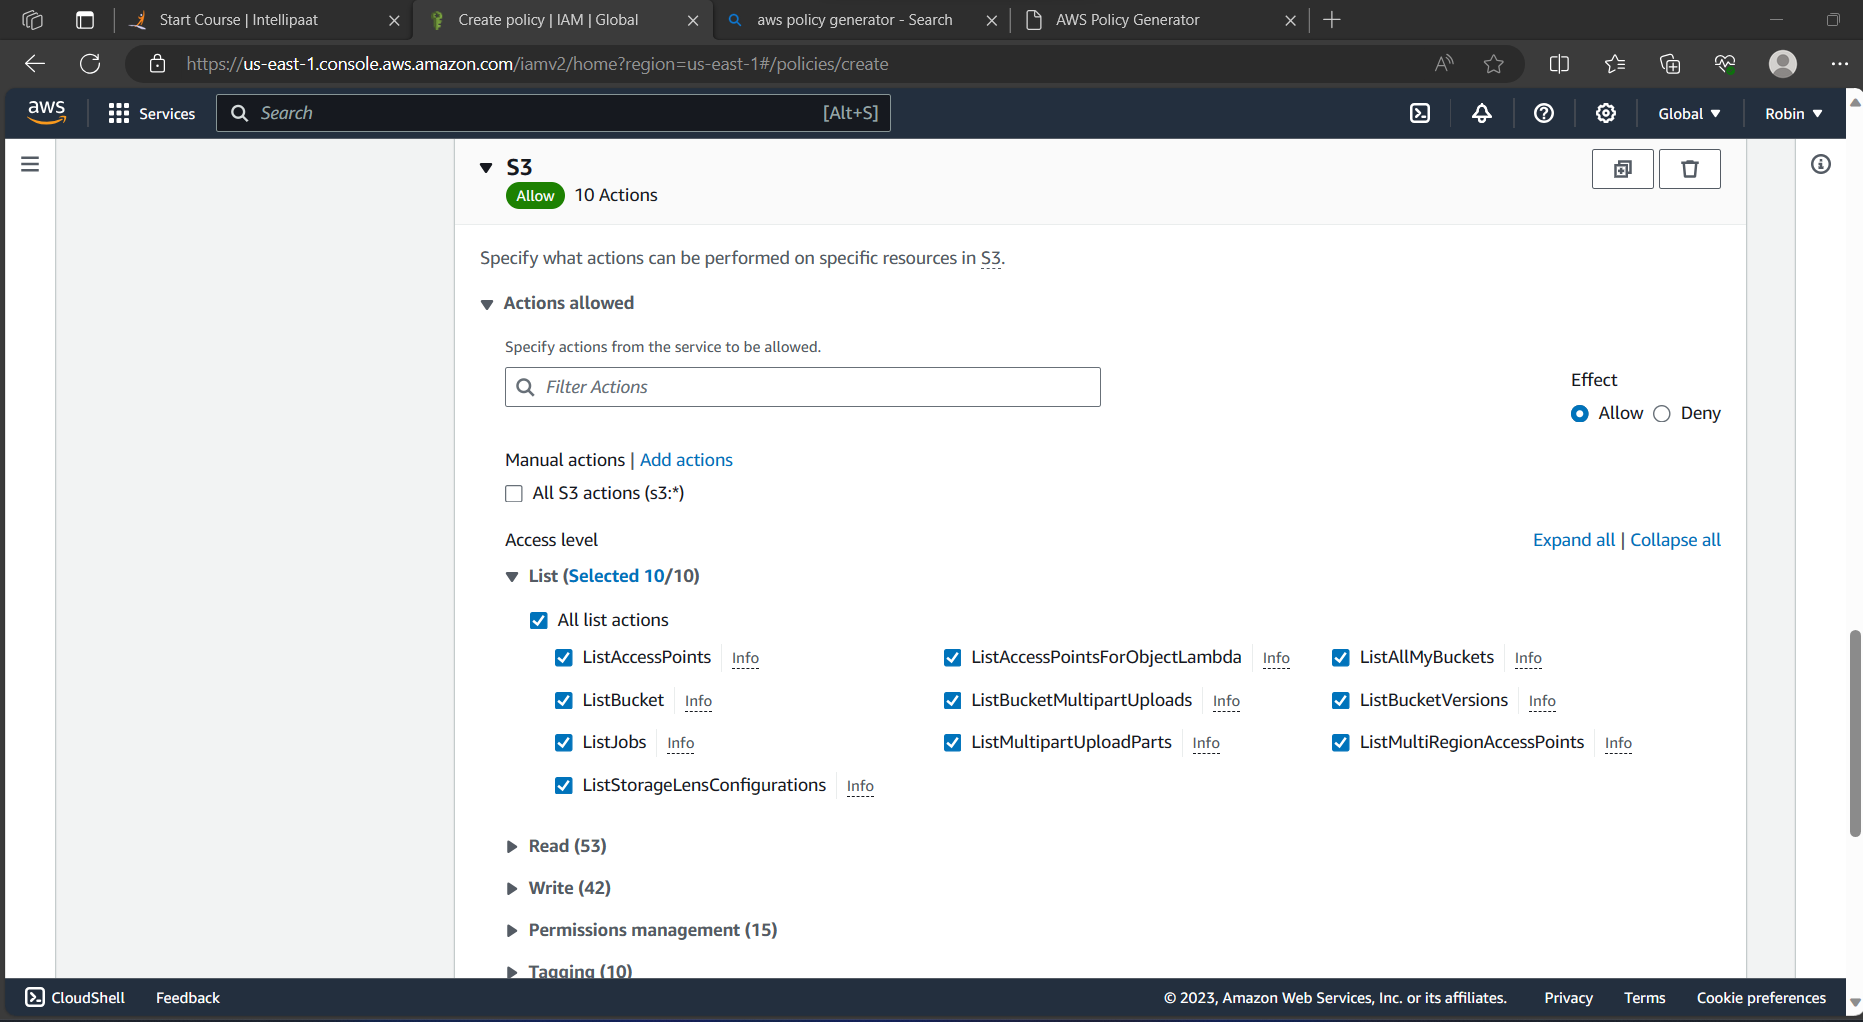 Start Course | Intellipaat
Create policy | IAM | Global
aws policy generator - Search
AWS Policy Generator
https://us-east-1.console.aws.amazon.com/iamv2/home?region=us-east-1#/policies/create
aws
Services
Search
[Alt+S]
Global
Robin
S3
Allow
10 Actions
Specify what actions can be performed on specific resources in S3.
Actions allowed
Specify actions from the service to be allowed.
Filter Actions
Effect
Allow
Deny
Manual actions | Add actions
All S3 actions (s3:*)
Access level
Expand all | Collapse all
List (Selected 10/10)
All list actions
ListAccessPoints Info
ListAccessPointsForObjectLambda Info
ListAllMyBuckets Info
ListBucket Info
ListBucketMultipartUploads Info
ListBucketVersions Info
ListJobs Info
ListMultipartUploadParts Info
ListMultiRegionAccessPoints Info
ListStorageLensConfigurations Info
Read (53)
Write (42)
Permissions management (15)
Tagging (10)
CloudShell
Feedback
© 2023, Amazon Web Services, Inc. or its affiliates.
Privacy
Terms
Cookie preferences